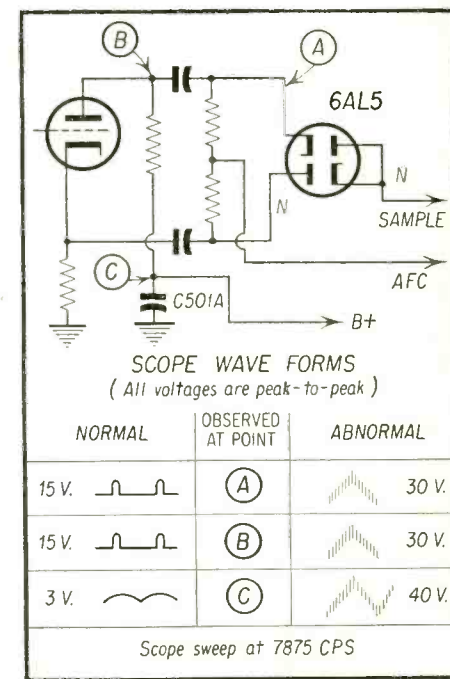 B
A
6AL5
N
SAMPLE
N
AFC
C
C501A
B+
SCOPE WAVE FORMS
( All voltages are peak-to-peak )
NORMAL
OBSERVED
AT POINT
ABNORMAL
15 V. A 30 V.
15 V. B 30 V.
3 V. C 40 V.
Scope sweep at 7875 CPS